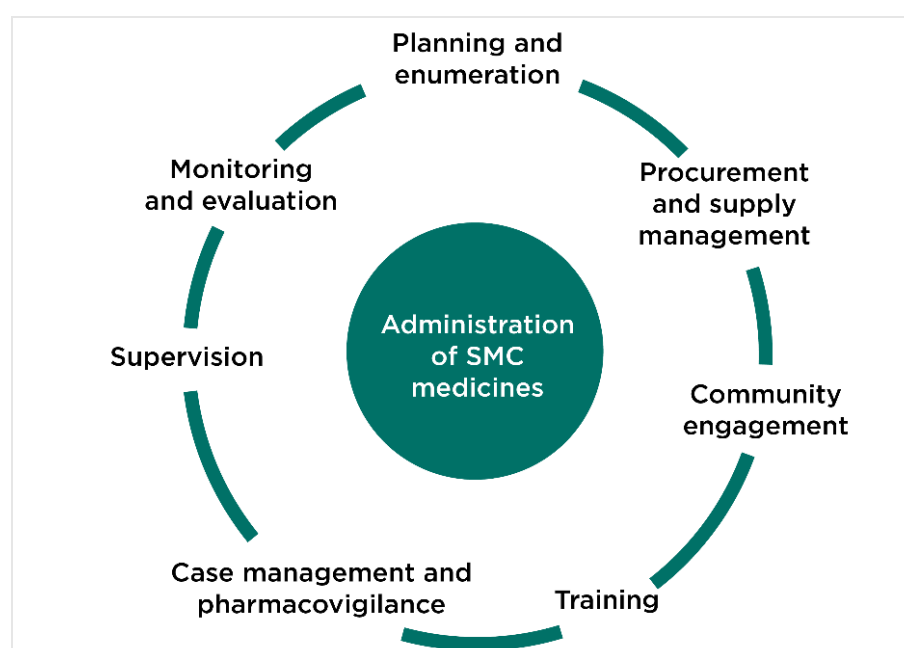 Planning and
enumeration
Procurement
and supply
management
Community
engagement
Training
Case management and
pharmacovigilance
Supervision
Monitoring
and evaluation
Administration
of SMC
medicines